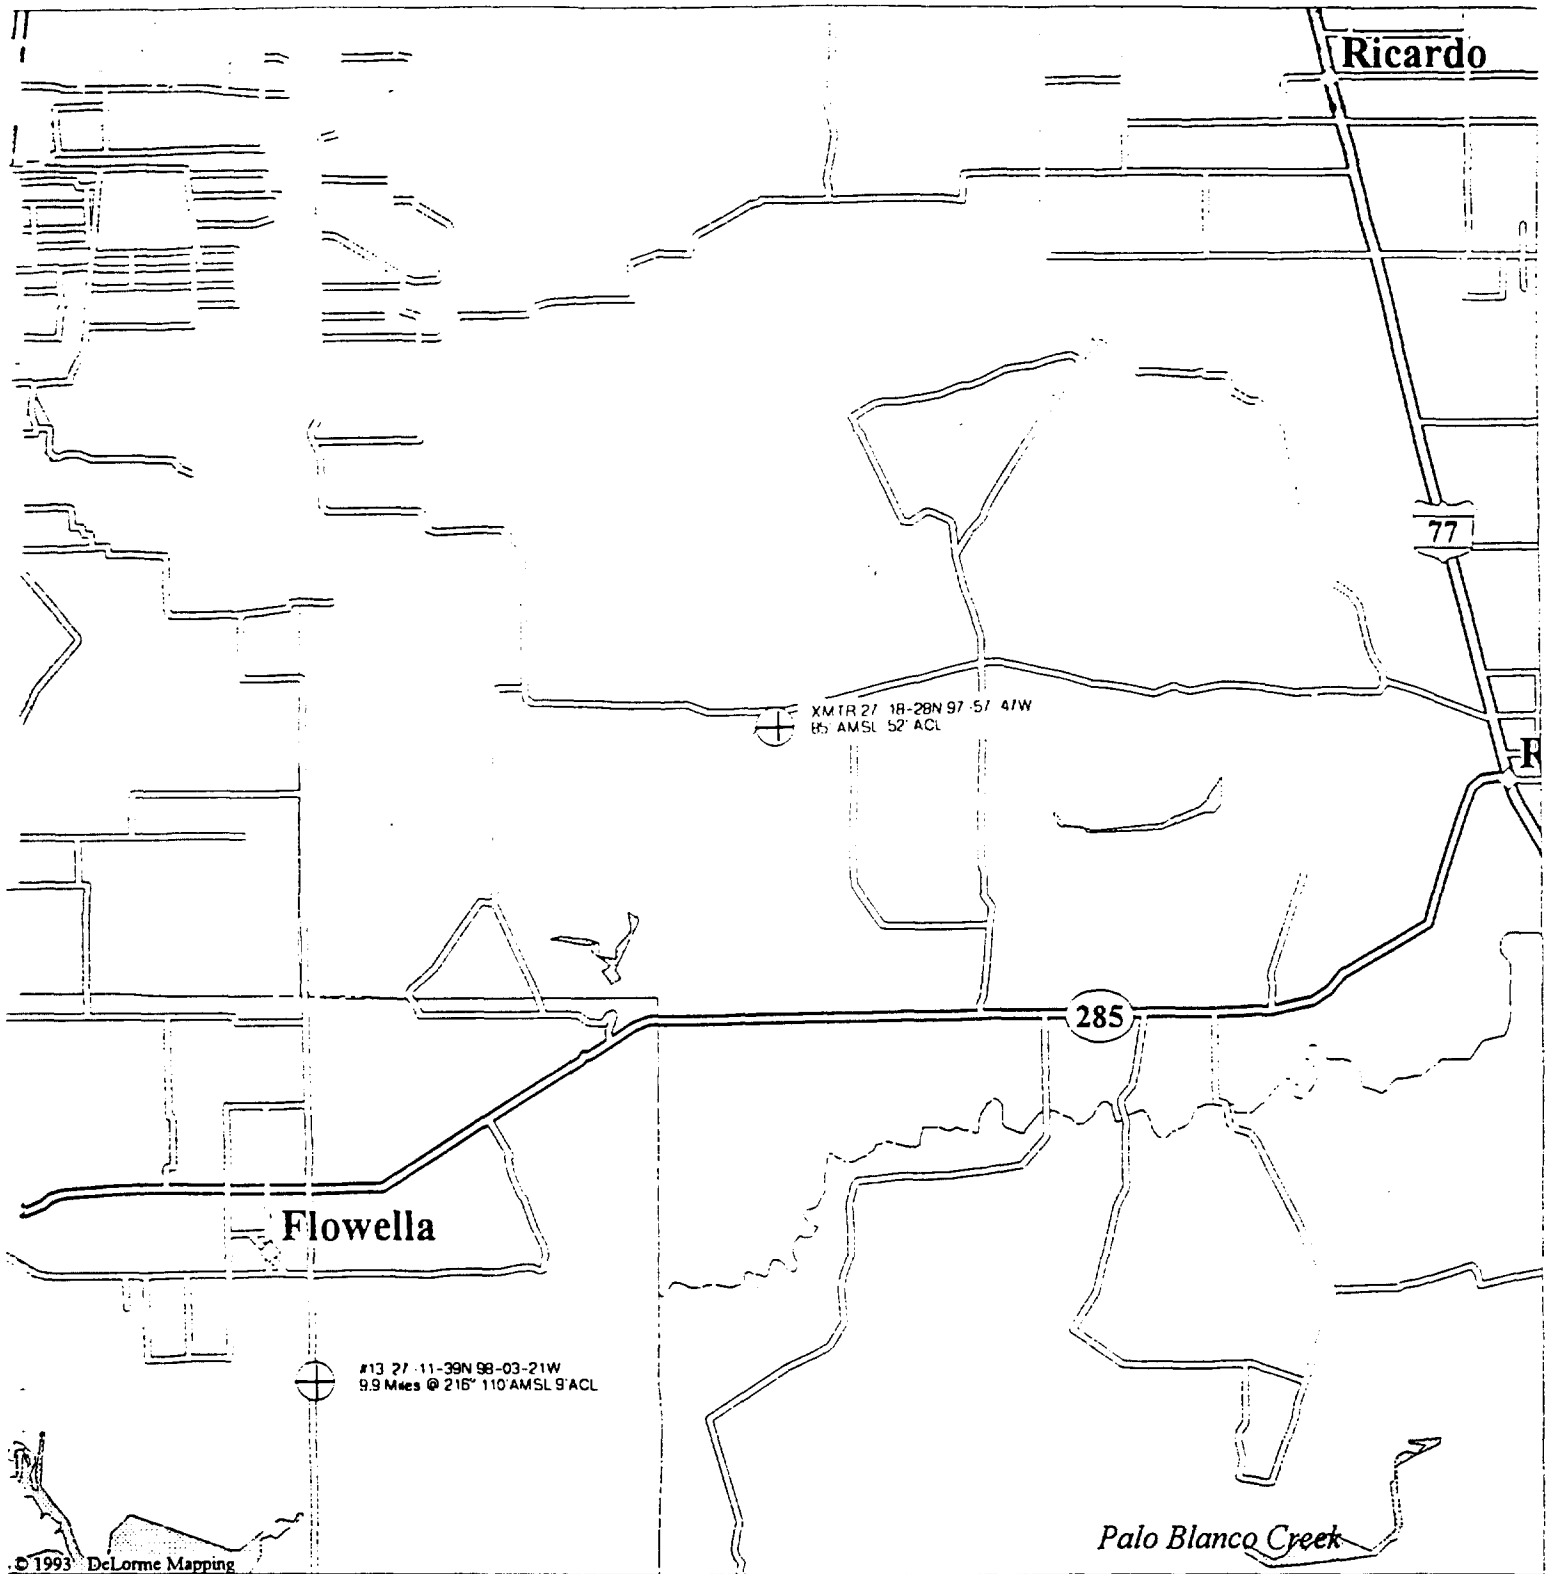 Ricardo
77
XMTR 27 18-28N 97-57 47W
85' AMSL 52' ACL
R
285
Flowella
#13 27-11-39N 98-03-21W
9.9 Miles @ 216° 110'AMSL 9'ACL
Palo Blanco Creek
© 1993 DeLorme Mapping